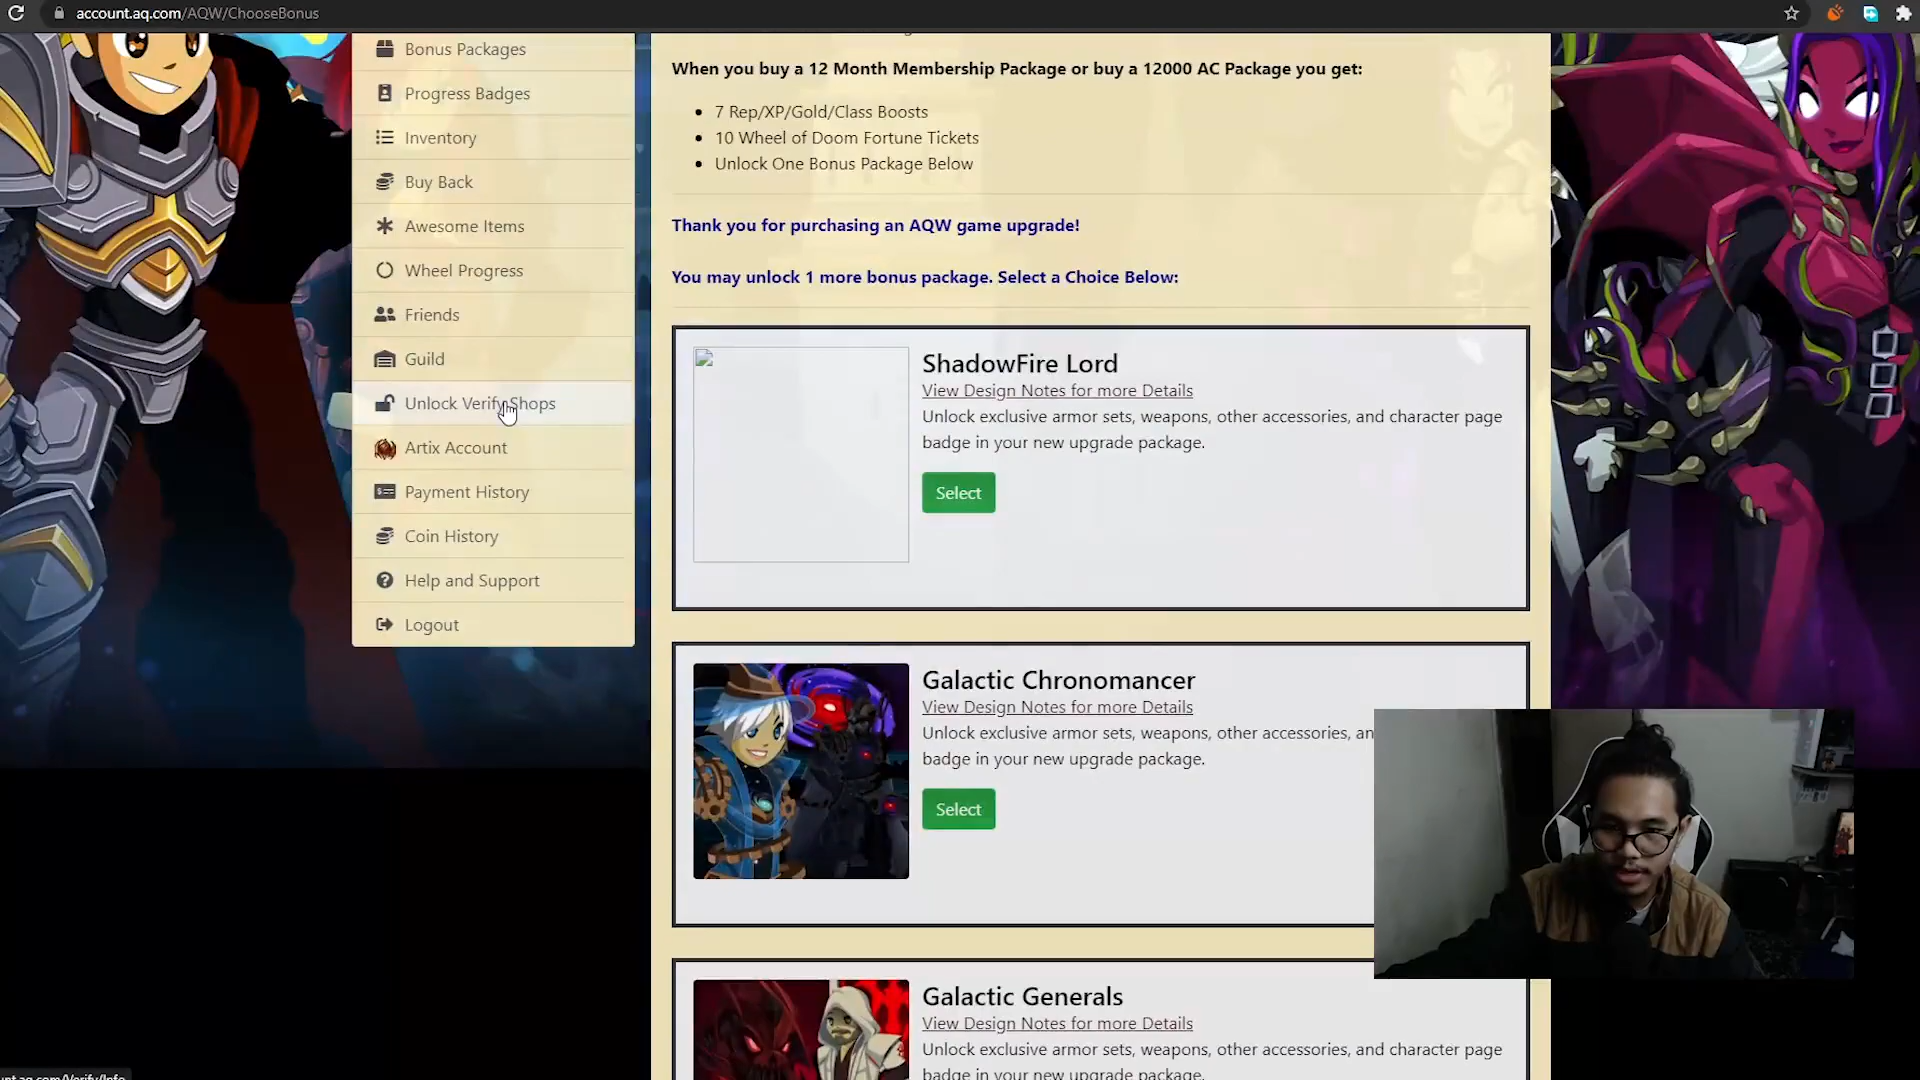 account.aq.com/AQW/ChooseBonus
Bonus Packages
Progress Badges
Inventory
Buy Back
Awesome Items
Wheel Progress
Friends
Guild
Unlock Verify Shops
Artix Account
Payment History
Coin History
Help and Support
Logout
When you buy a 12 Month Membership Package or buy a 12000 AC Package you get:
7 Rep/XP/Gold/Class Boosts
10 Wheel of Doom Fortune Tickets
Unlock One Bonus Package Below
Thank you for purchasing an AQW game upgrade!
You may unlock 1 more bonus package. Select a Choice Below:
ShadowFire Lord
View Design Notes for more Details
Unlock exclusive armor sets, weapons, other accessories, and character page
badge in your new upgrade package.
Select
Galactic Chronomancer
View Design Notes for more Details
Unlock exclusive armor sets, weapons, other accessories, an
badge in your new upgrade package.
Select
Galactic Generals
View Design Notes for more Details
Unlock exclusive armor sets, weapons, other accessories, and character page
badge in your new upgrade package.